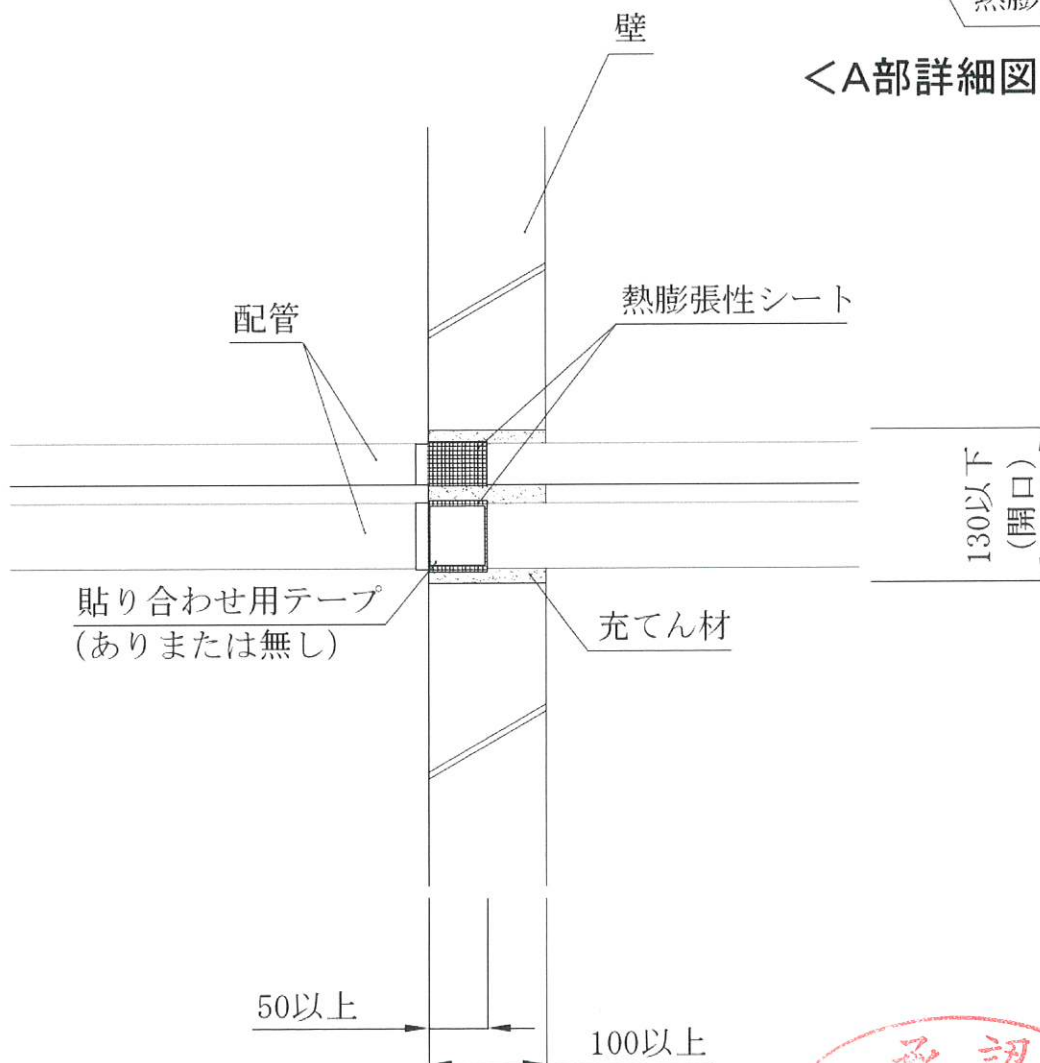 壁
<A部詳細図
熱膨張性シート
配管
130以下
(開口)
貼り合わせ用テープ
(ありまたは無し)
充てん材
50以上
100以上
承認